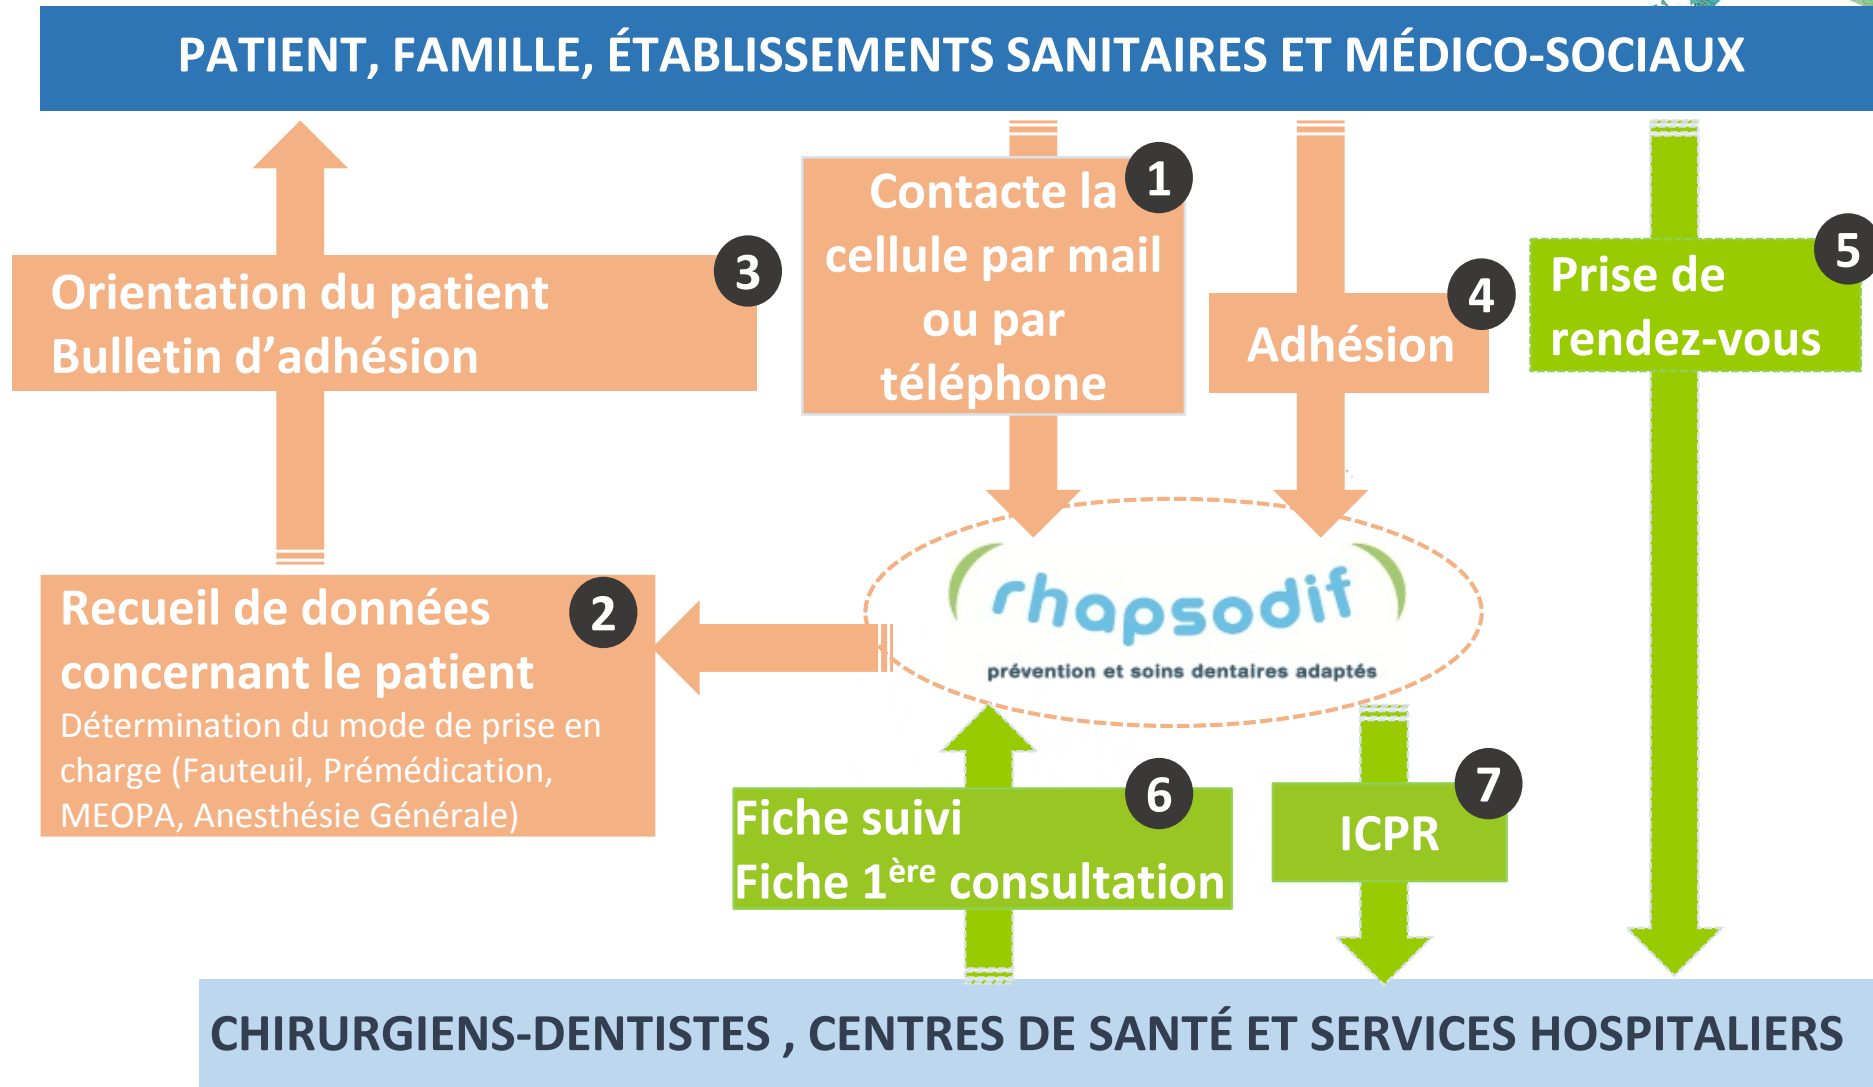 PATIENT, FAMILLE, ÉTABLISSEMENTS SANITAIRES ET MÉDICO-SOCIAUX
1
Contacte la
cellule par mail
ou par
téléphone
3
Orientation du patient
Bulletin d’adhésion
4
Adhésion
5
Prise de
rendez-vous
2
Recueil de données
concernant le patient
Détermination du mode de prise en
charge (Fauteuil, Prémédication,
MEOPA, Anesthésie Générale)
rhapsodif
prévention et soins dentaires adaptés
6
Fiche suivi
Fiche 1ère consultation
7
ICPR
CHIRURGIENS-DENTISTES , CENTRES DE SANTÉ ET SERVICES HOSPITALIERS